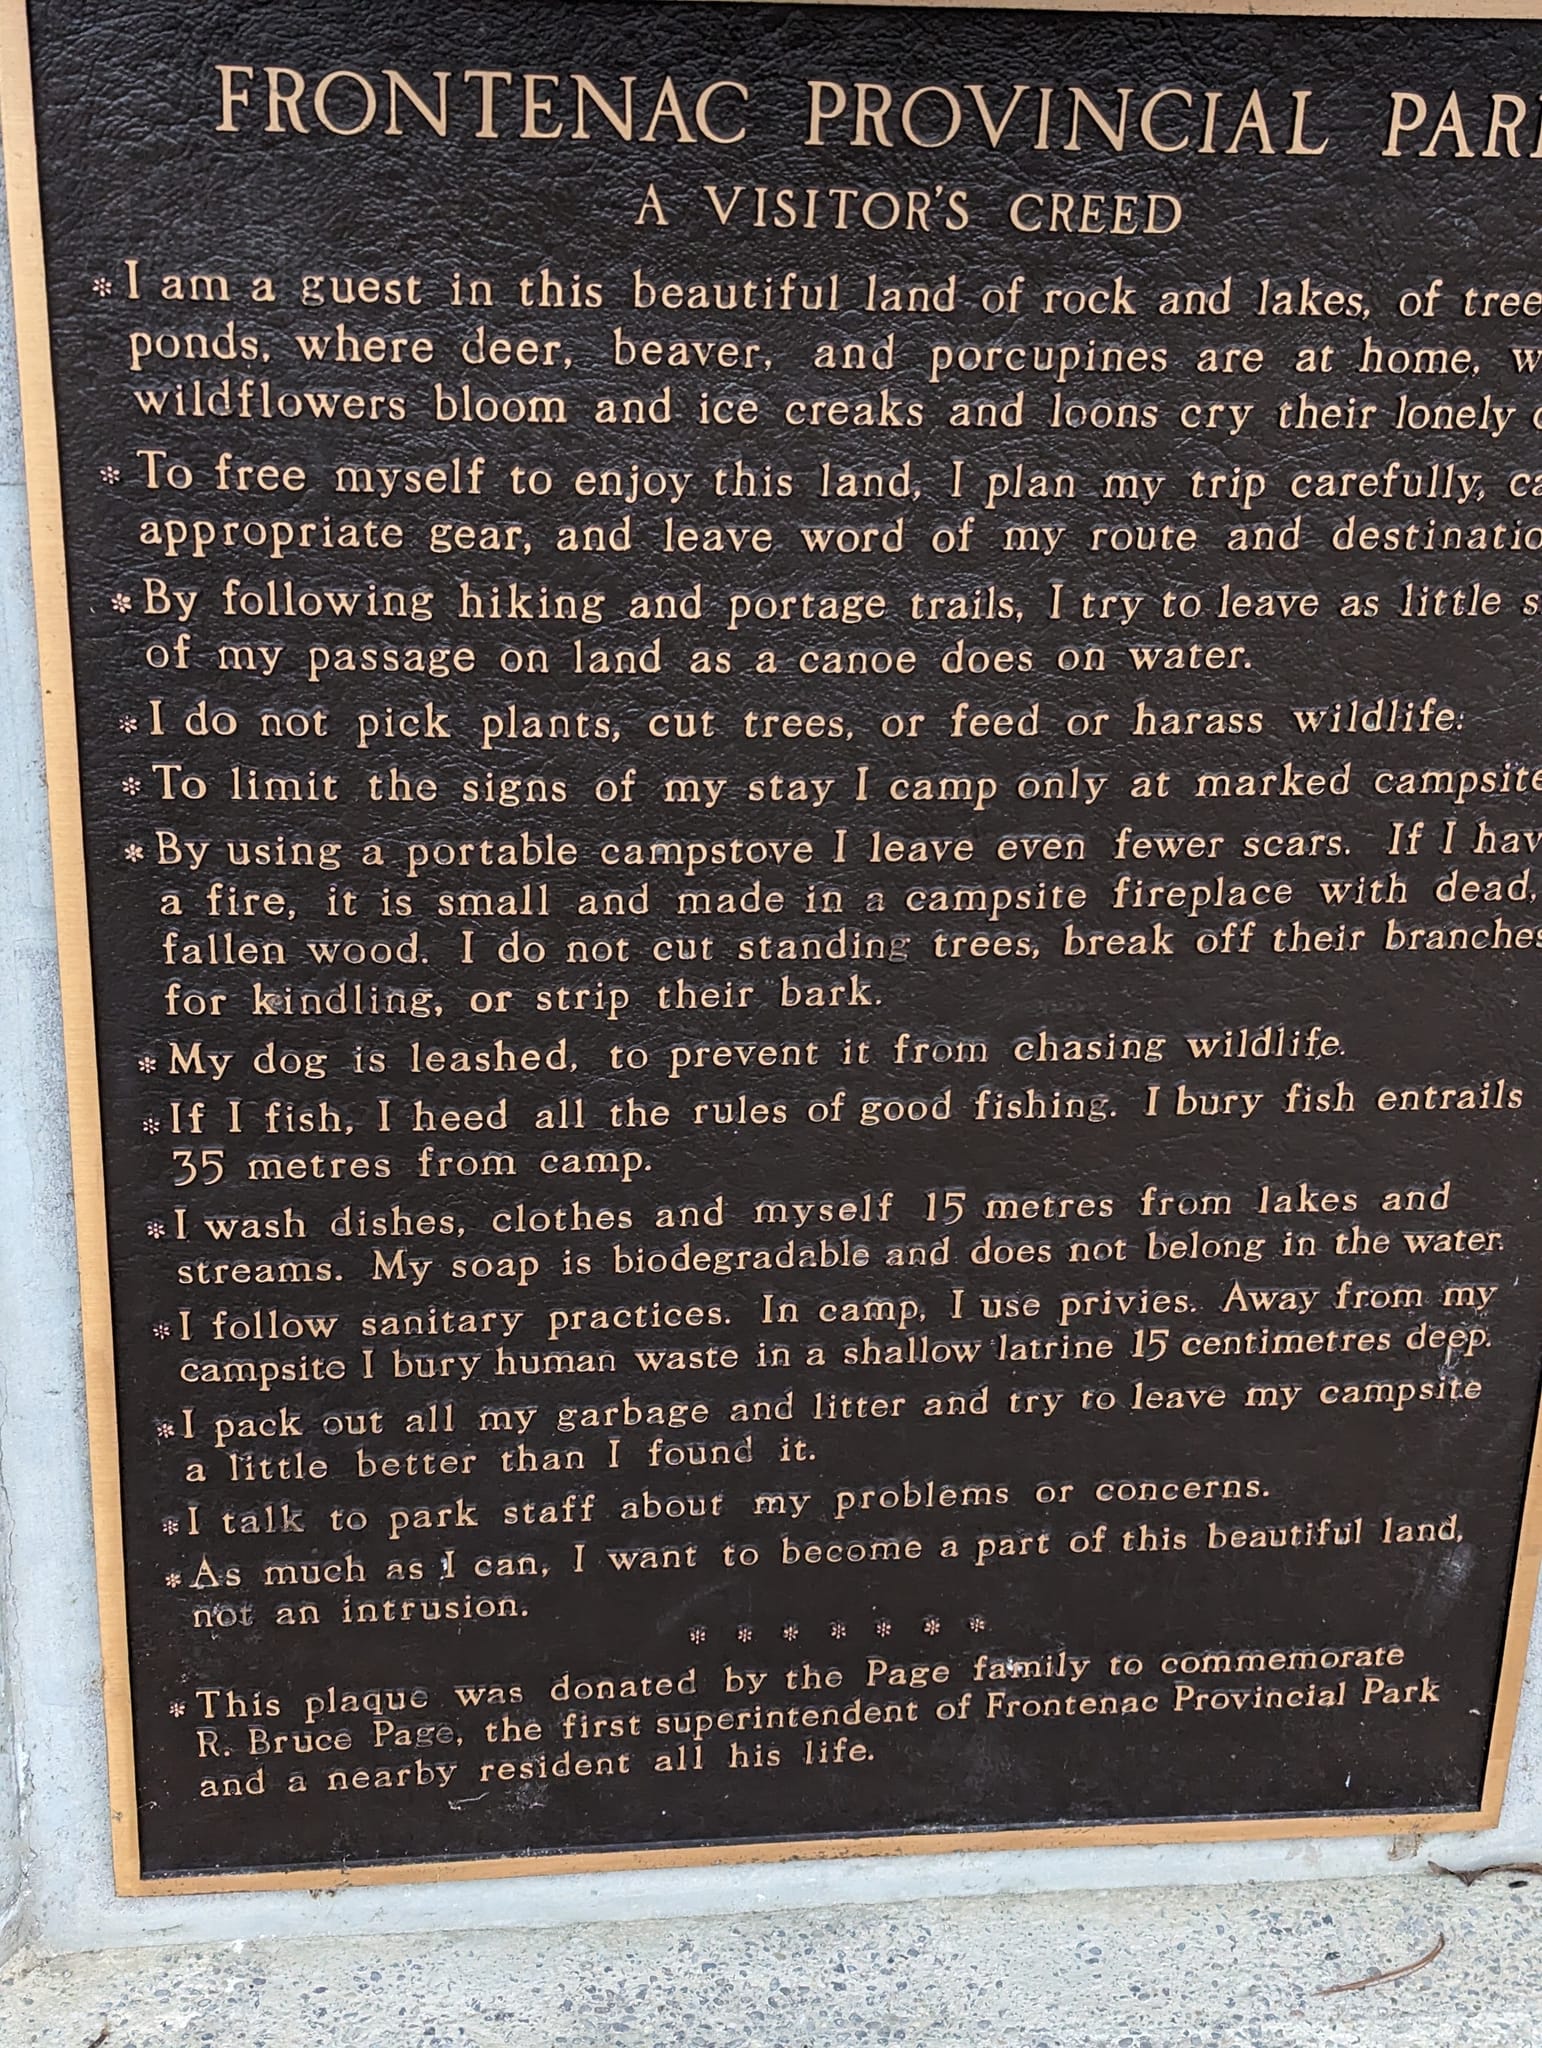 FRONTENAC PROVINCIAL
A VISITOR'S CREED
* I am a guest in this beautiful land of rock and lakes, of
ponds, where deer, beaver, and porcupines are at home,
wildflowers bloom and ice creaks and loons cry their lonely
* To free myself to enjoy this land, I plan my trip carefully,
appropriate gear, and leave word of my route and
* By following hiking and portage trails, I try to leave as little
of my passage on land as a canoe does on water.
* I do not pick plants, cut trees, or feed or harass wildlife.
* To limit the signs of my stay I camp only at marked
* By using a portable campstove I leave even fewer scars. If I
a fire, it is small and made in a campsite fireplace with dead,
fallen wood. I do not cut standing trees, break off their branches
for kindling, or strip their bark.
* My dog is leashed, to prevent it from chasing wildlife.
* If I fish, I heed all the rules of good fishing. I bury fish entrails
35 metres from camp.
* I wash dishes, clothes and myself 15 metres from lakes and
streams. My soap is biodegradable and does not belong in the water.
* I follow sanitary practices. In camp, I use privies. Away from my
campsite I bury human waste in a shallow latrine 15 centimetres deep.
* I pack out all my garbage and litter and try to leave my campsite
a little better than I found it.
* I talk to park staff about my problems or concerns.
* As much as I can, I want to become a part of this beautiful land,
not an intrusion.
* * * * * * *
* This plaque was donated by the Page family to commemorate
R. Bruce Page, the first superintendent of Frontenac Provincial Park
and a nearby resident all his life.